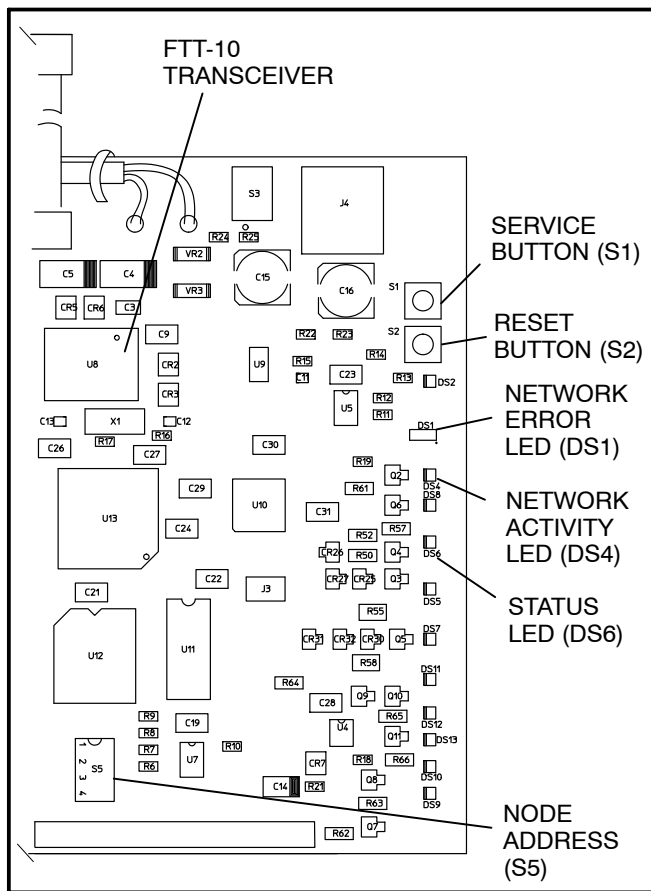 FTT-10
TRANSCEIVER
S3
J4
SERVICE
BUTTON (S1)
R24
R25
VR2
C5
C4
C15
C16
S1
VR3
CR5
CR6
C3
RESET
BUTTON (S2)
S2
C9
R22
R23
U8
CR2
U9
R15
R14
C11
C23
R13
DS2
NETWORK
ERROR
LED (DS1)
CR3
R12
U5
R11
C13
X1
C12
DS1
R17
R16
C26
C27
C30
R19
Q2
DS4
DS8
NETWORK
ACTIVITY
LED (DS4)
C29
R61
U13
U10
C31
Q6
C24
R52
R57
CR26
R50
Q4
DS6
STATUS
LED (DS6)
C22
CR27
CR25
Q3
C21
J3
DS5
R55
U12
U11
CR31
CR32
CR30
Q5
DS7
R58
R64
DS11
Q9
Q10
C28
R9
C19
R65
DS12
R8
U4
Q11
DS13
R10
1
2
3
4
S5
R7
U7
R6
CR7
R18
R66
Q8
DS10
C14
R21
DS9
R63
NODE
ADDRESS
(S5)
R62
Q7